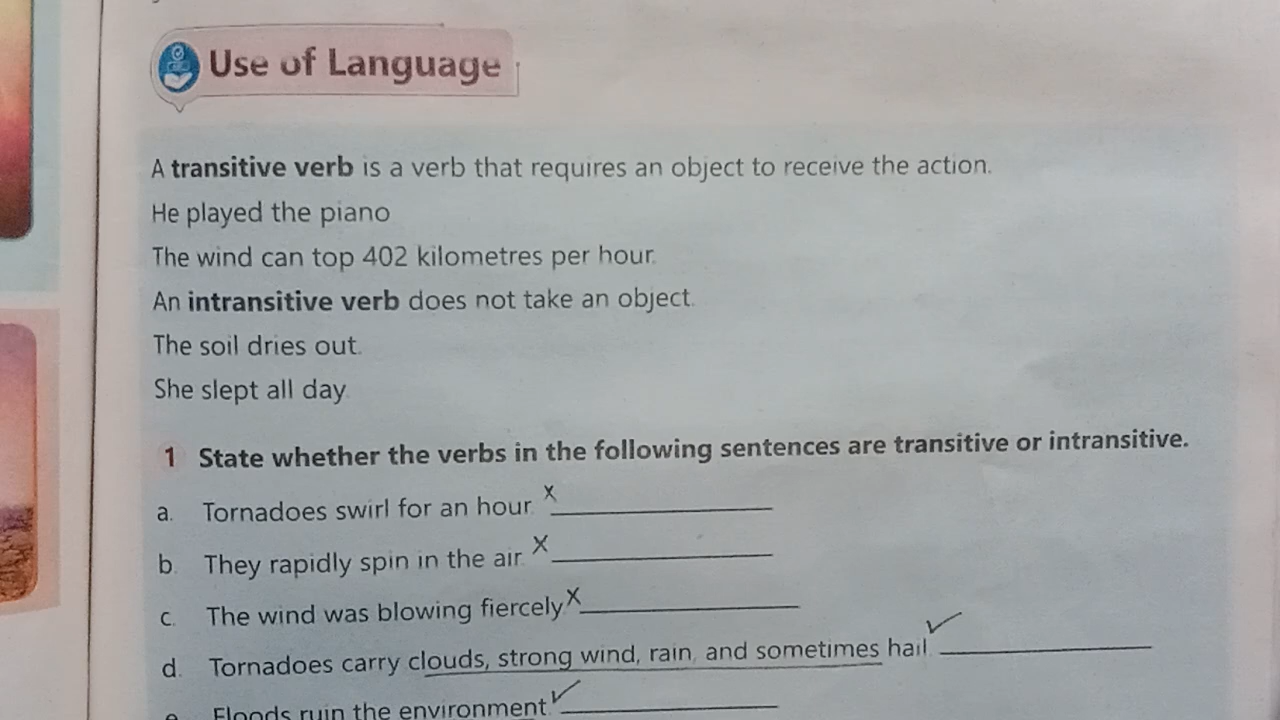 Use of Language
A transitive verb is a verb that requires an object to receive the action.
He played the piano
The wind can top 402 kilometres per hour.
An intransitive verb does not take an object.
The soil dries out.
She slept all day
1 State whether the verbs in the following sentences are transitive or intransitive.
a. Tornadoes swirl for an hour. x
b. They rapidly spin in the air. x
c. The wind was blowing fiercely x
d. Tornadoes carry clouds, strong wind, rain, and sometimes hail. ✓
e. Floods ruin the environment. ✓